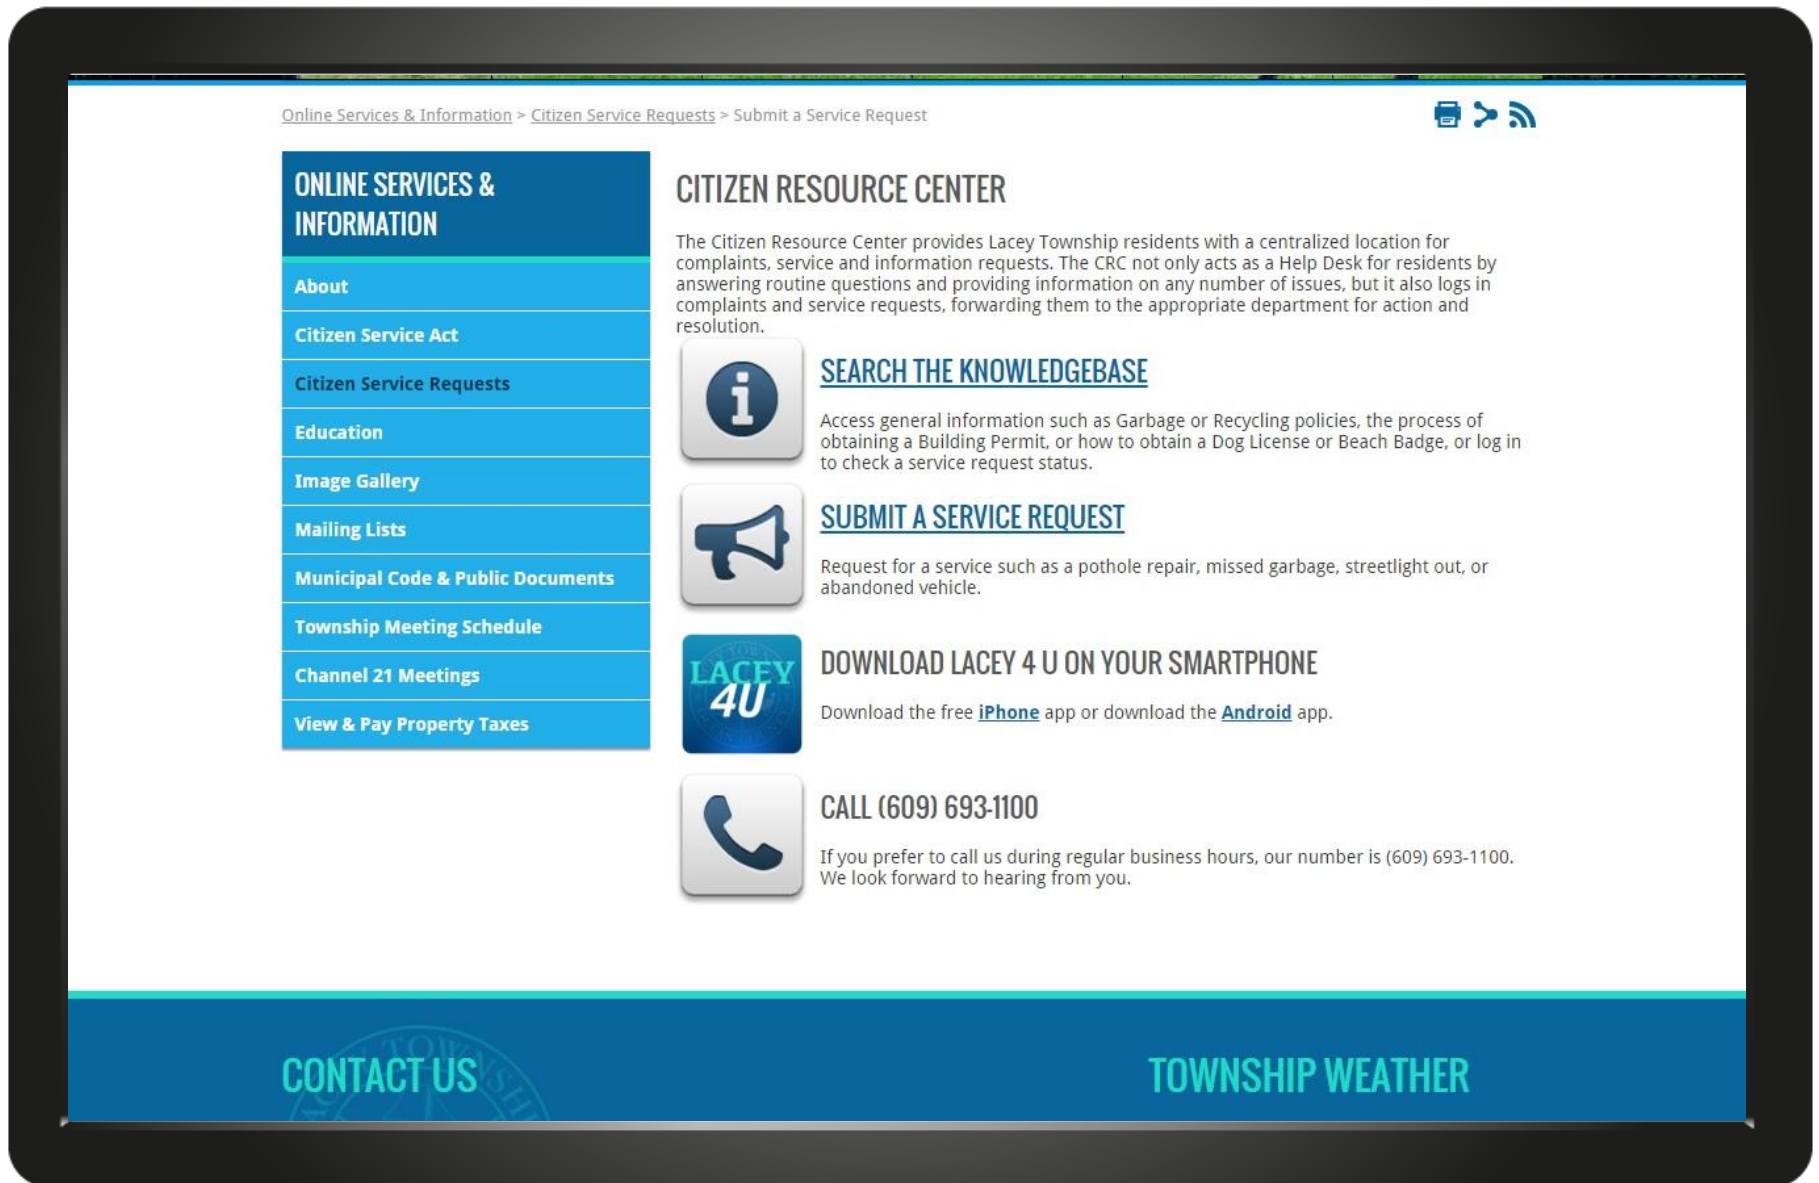 Online Services & Information > Citizen Service Requests > Submit a Service Request
ONLINE SERVICES &
INFORMATION
About
Citizen Service Act
Citizen Service Requests
Education
Image Gallery
Mailing Lists
Municipal Code & Public Documents
Township Meeting Schedule
Channel 21 Meetings
View & Pay Property Taxes
CITIZEN RESOURCE CENTER
The Citizen Resource Center provides Lacey Township residents with a centralized location for
complaints, service and information requests. The CRC not only acts as a Help Desk for residents by
answering routine questions and providing information on any number of issues, but it also logs in
complaints and service requests, forwarding them to the appropriate department for action and
resolution.
SEARCH THE KNOWLEDGEBASE
Access general information such as Garbage or Recycling policies, the process of
obtaining a Building Permit, or how to obtain a Dog License or Beach Badge, or log in
to check a service request status.
SUBMIT A SERVICE REQUEST
Request for a service such as a pothole repair, missed garbage, streetlight out, or
abandoned vehicle.
LACEY
4U
DOWNLOAD LACEY 4 U ON YOUR SMARTPHONE
Download the free iPhone app or download the Android app.
CALL (609) 693-1100
If you prefer to call us during regular business hours, our number is (609) 693-1100.
We look forward to hearing from you.
CONTACT US
TOWNSHIP WEATHER